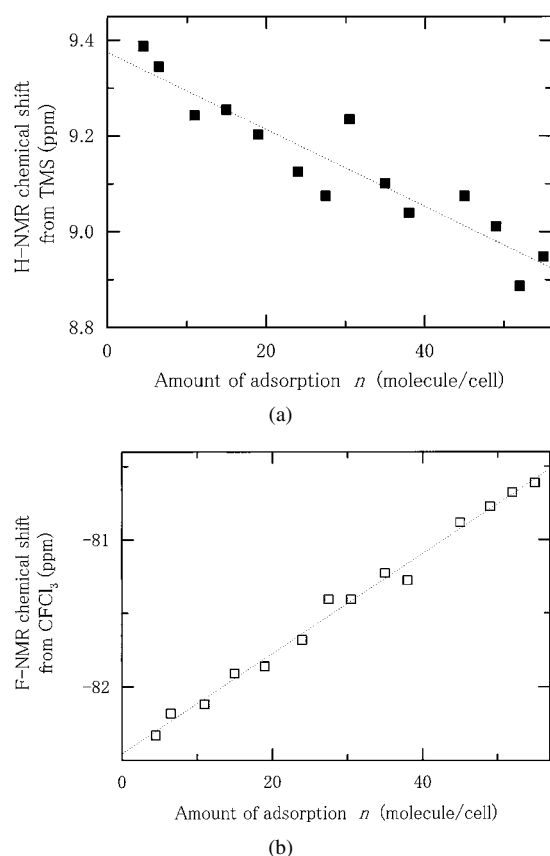 9.4
9.2
9.0
8.8
H-NMR chemical shift
from TMS (ppm)
20
40
Amount of adsorption n (molecule/cell)
(a)
-81
-82
F-NMR chemical shift
from CFCl3 (ppm)
0
20
40
Amount of adsorption n (molecule/cell)
(b)